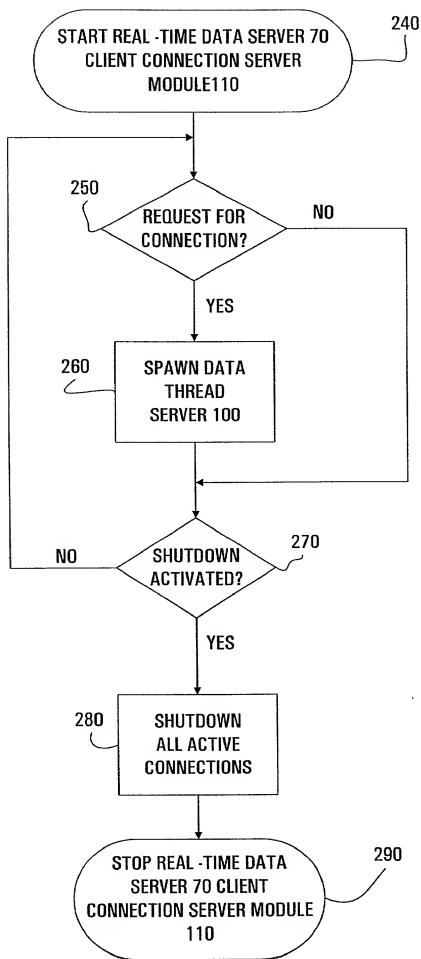 240
START REAL -TIME DATA SERVER 70
CLIENT CONNECTION SERVER
MODULE110
250
REQUEST FOR
CONNECTION?
NO
YES
260
SPAWN DATA
THREAD
SERVER 100
270
SHUTDOWN
ACTIVATED?
NO
YES
280
SHUTDOWN
ALL ACTIVE
CONNECTIONS
290
STOP REAL -TIME DATA
SERVER 70 CLIENT
CONNECTION SERVER MODULE
110